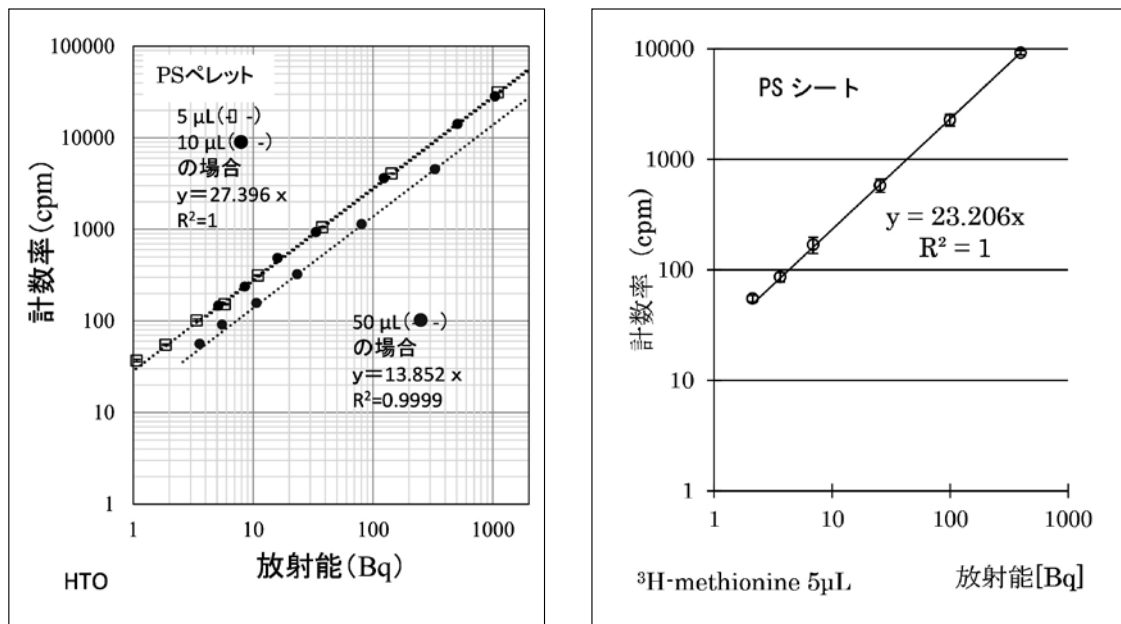 100000
10000
1000
100
10
1
計数率(cpm)
PSペレット
5 µL(- -)
10 µL(● -)
の場合
y＝27.396 x
R²=1
50 µL(-● -)
の場合
y＝13.852 x
R²=0.9999
1 10 100 1000
放射能(Bq)
HTO
10000
1000
100
10
1
計数率 (cpm)
PS シート
y = 23.206x
R² = 1
1 10 100 1000
³H-methionine 5µL 放射能[Bq]